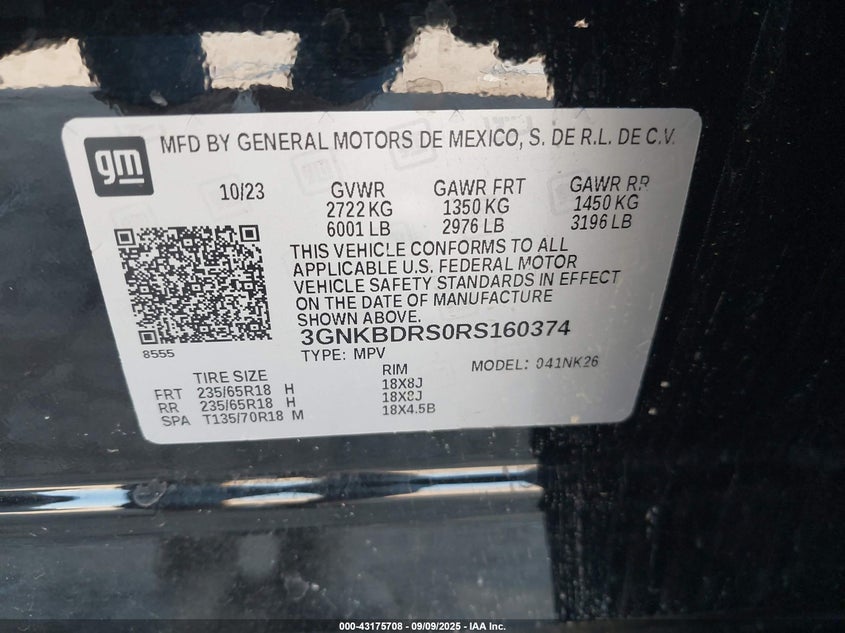 gm
MFD BY GENERAL MOTORS DE MEXICO, S. DE R.L. DE C.V.
10/23 GVWR GAWR FRT GAWR RR
2722 KG 1350 KG 1450 KG
6001 LB 2976 LB 3196 LB
THIS VEHICLE CONFORMS TO ALL
APPLICABLE U.S. FEDERAL MOTOR
VEHICLE SAFETY STANDARDS IN EFFECT
ON THE DATE OF MANUFACTURE
SHOWN ABOVE.
3GNKBDRS0RS160374
8555 TYPE: MPV MODEL: 041NK26
TIRE SIZE RIM
FRT 235/65R18 H 18X8J
RR 235/65R18 H 18X8J
SPA T135/70R18 M 18X4.5B
000-43175708 - 09/09/2025 - IAA Inc.